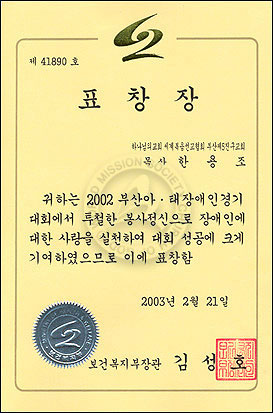 제 41890 호
표창장
하나님의교회 세계복음선교협회 부산제5진구교회
목사 한 용 조
귀하는 2002 부산아·태장애인경기
대회에서 투철한 봉사정신으로 장애인에
대한 사랑을 실천하여 대회 성공에 크게
기여하였으므로 이에 표창함
2003년 2월 21일
보건복지부장관 김 성 호